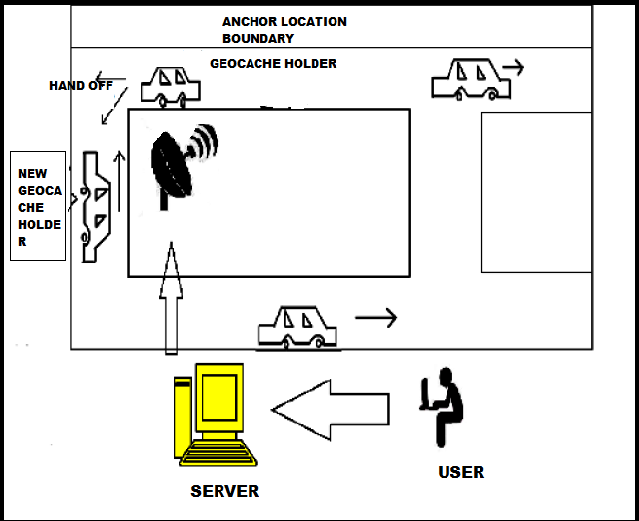 ANCHOR LOCATION
BOUNDARY
GEOCACHE HOLDER
HAND OFF
NEW
GEOCA
CHE
HOLDE
R
USER
SERVER